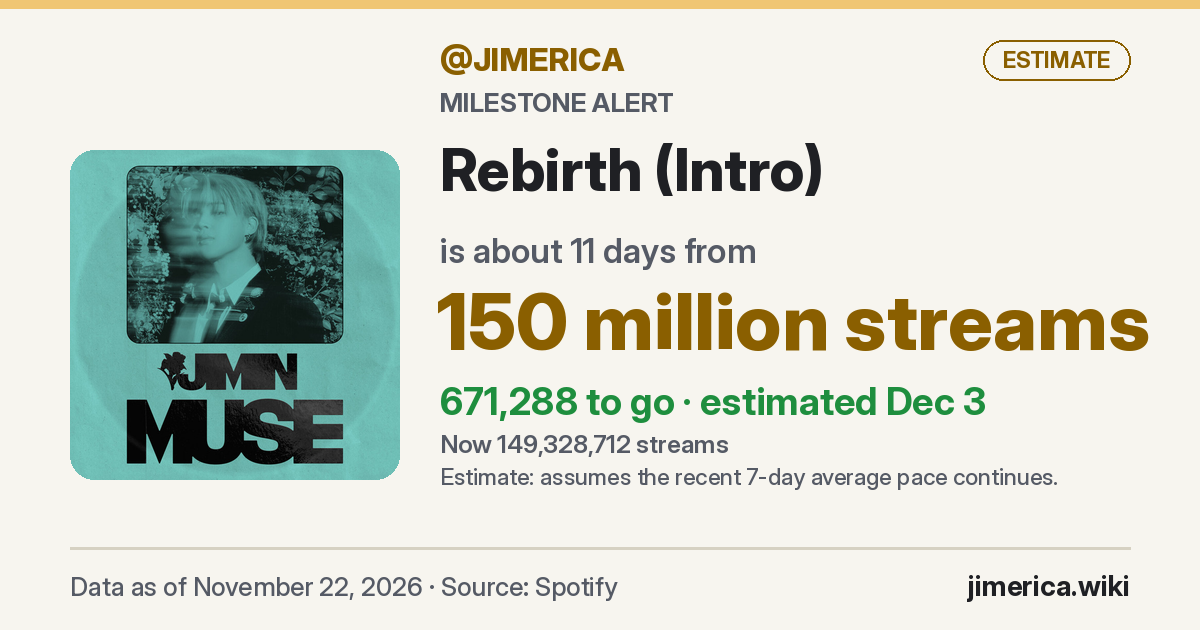 @JIMERICA
ESTIMATE
MILESTONE ALERT
Rebirth (Intro)
is about 11 days from
150 million streams
671,288 to go · estimated Dec 3
Now 149,328,712 streams
Estimate: assumes the recent 7-day average pace continues.
JIMIN
MUSE
Data as of November 22, 2026 · Source: Spotify
jimerica.wiki